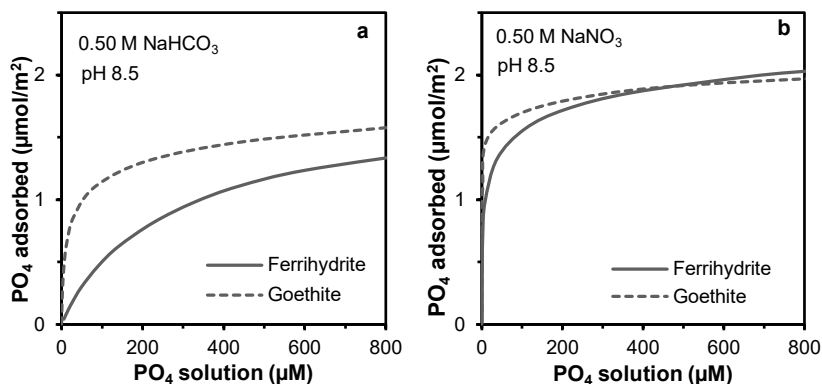 a
0.50 M NaHCO₃
pH 8.5
PO₄ adsorbed (µmol/m²)
2
1
0
Ferrihydrite
Goethite
0 200 400 600 800
PO₄ solution (µM)
b
0.50 M NaNO₃
pH 8.5
PO₄ adsorbed (µmol/m²)
2
1
0
Ferrihydrite
Goethite
0 200 400 600 800
PO₄ solution (µM)